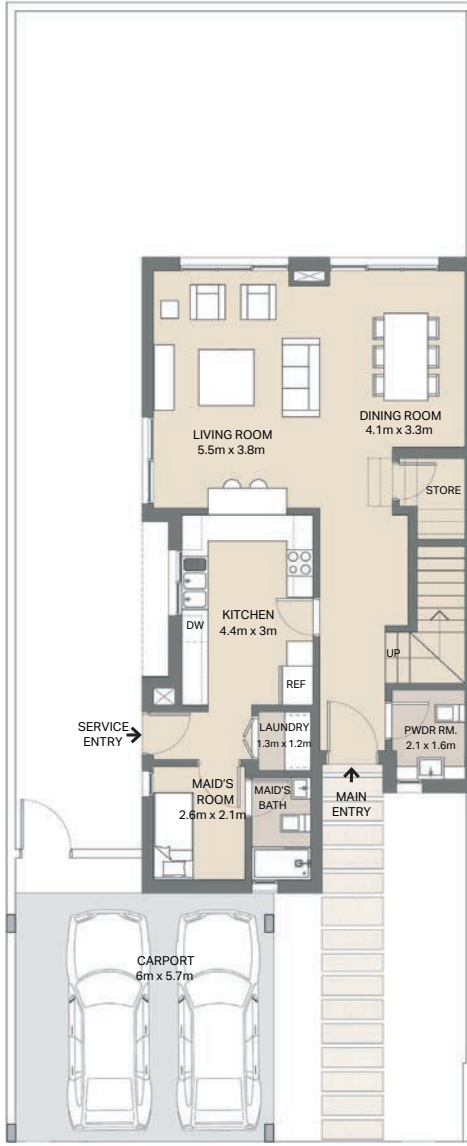 LIVING ROOM
5.5m x 3.8m
DINING ROOM
4.1m x 3.3m
STORE
KITCHEN
4.4m x 3m
DW
REF
UP
SERVICE
ENTRY
LAUNDRY
1.3m x 1.2m
PWDR RM.
2.1 x 1.6m
MAID'S
ROOM
2.6m x 2.1m
MAID'S
BATH
MAIN
ENTRY
CARPORT
6m x 5.7m